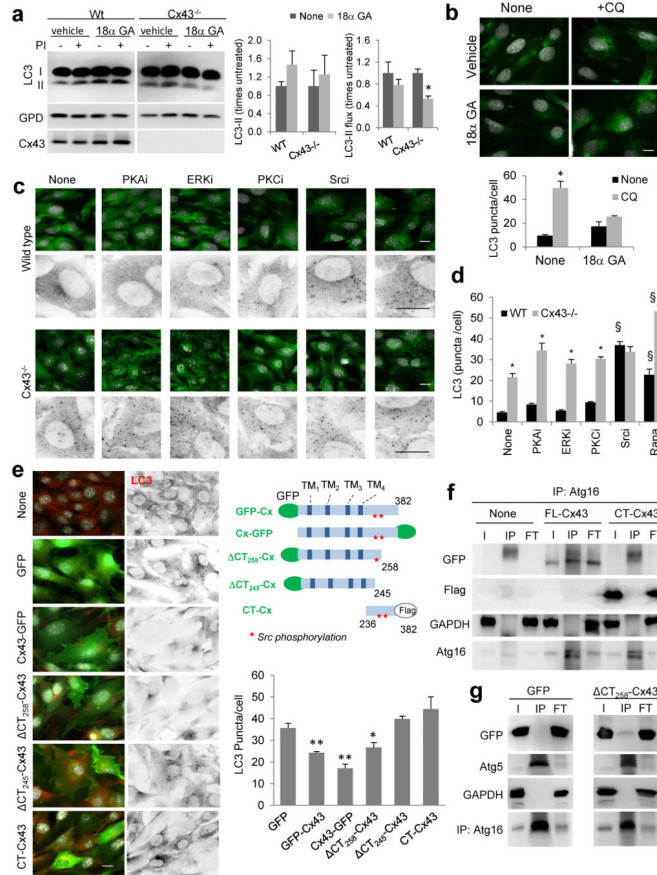 a
Wt Cx43-/-
vehicle 18α GA vehicle 18α GA
PI - + - + - + - +
LC3 I
II
GPD
Cx43
None 18α GA
LC3-II (times untreated)
2.0
1.5
1.0
0.5
0.0
WT Cx43-/-
LC3-II flux (times untreated)
2.0
1.5
1.0
0.5
0.0
*
WT Cx43-/-
b
None +CQ
Vehicle
18α GA
None
CQ
LC3 puncta/cell
60
40
20
0
*
None 18α GA
c
None PKAi ERKi PKCi Srci
Wild type
Cx43-/-
d
LC3 (puncta /cell)
WT Cx43-/-
60
50
40
30
20
10
0
* * * * § §
None PKAi ERKi PKCi Srci Rapa
e
LC3
None
GFP
Cx43-GFP
ΔCT258-Cx43
ΔCT245-Cx43
CT-Cx43
TM1 TM2 TM3 TM4
GFP
GFP-Cx 382
Cx-GFP
ΔCT258-Cx 258
ΔCT245-Cx 245
CT-Cx 236 Flag 382
★ Src phosphorylation
LC3 Puncta/cell
60
40
20
0
** ** *
GFP GFP-Cx43 Cx43-GFP ΔCT258-Cx43 ΔCT245-Cx43 CT-Cx43
f
IP: Atg16
None FL-Cx43 CT-Cx43
I IP FT I IP FT I IP FT
GFP
Flag
GAPDH
Atg16
g
GFP ΔCT258-Cx43
I IP FT I IP FT
GFP
Atg5
GAPDH
IP: Atg16